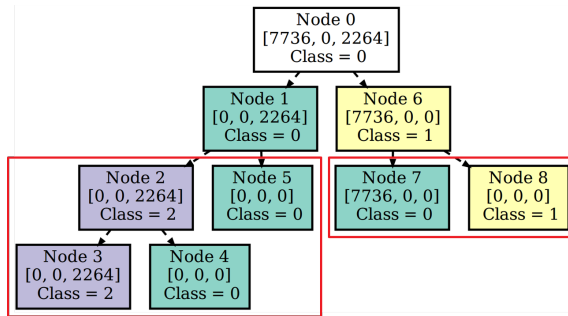 Node 0
[7736, 0, 2264]
Class = 0
Node 1
[0, 0, 2264]
Class = 0
Node 6
[7736, 0, 0]
Class = 1
Node 2
[0, 0, 2264]
Class = 2
Node 5
[0, 0, 0]
Class = 0
Node 7
[7736, 0, 0]
Class = 0
Node 8
[0, 0, 0]
Class = 1
Node 3
[0, 0, 2264]
Class = 2
Node 4
[0, 0, 0]
Class = 0